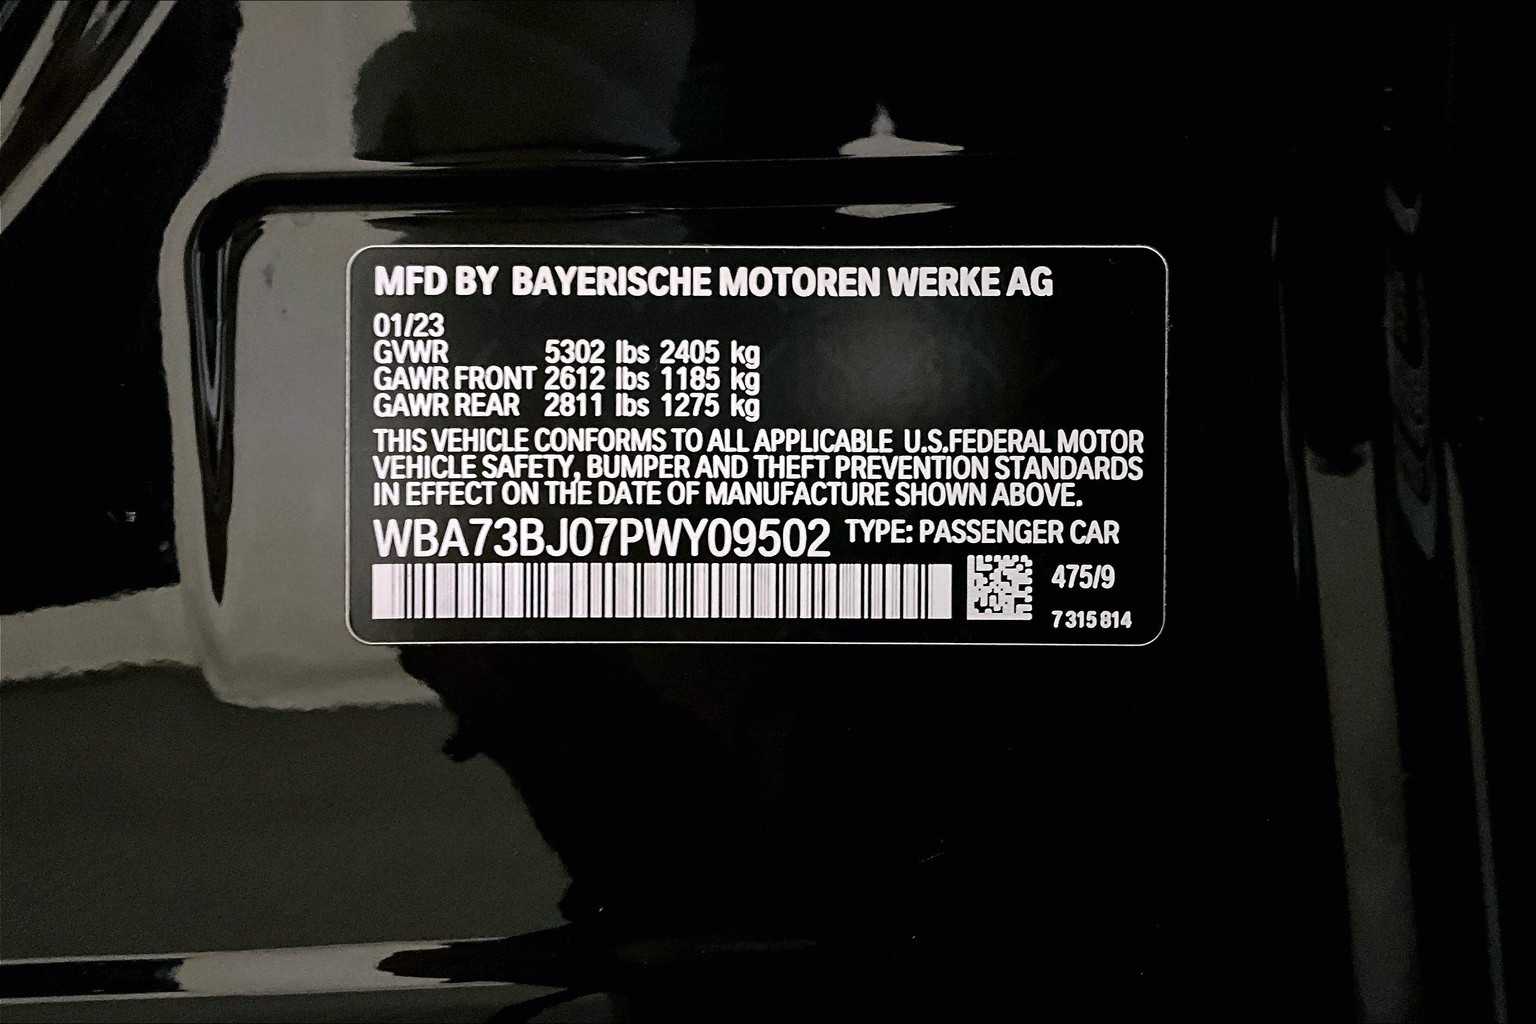 MFD BY BAYERISCHE MOTOREN WERKE AG
01/23
GVWR 5302 lbs 2405 kg
GAWR FRONT 2612 lbs 1185 kg
GAWR REAR 2811 lbs 1275 kg
THIS VEHICLE CONFORMS TO ALL APPLICABLE U.S.FEDERAL MOTOR
VEHICLE SAFETY, BUMPER AND THEFT PREVENTION STANDARDS
IN EFFECT ON THE DATE OF MANUFACTURE SHOWN ABOVE.
WBA73BJ07PWY09502 TYPE: PASSENGER CAR
475/9
7 315 814